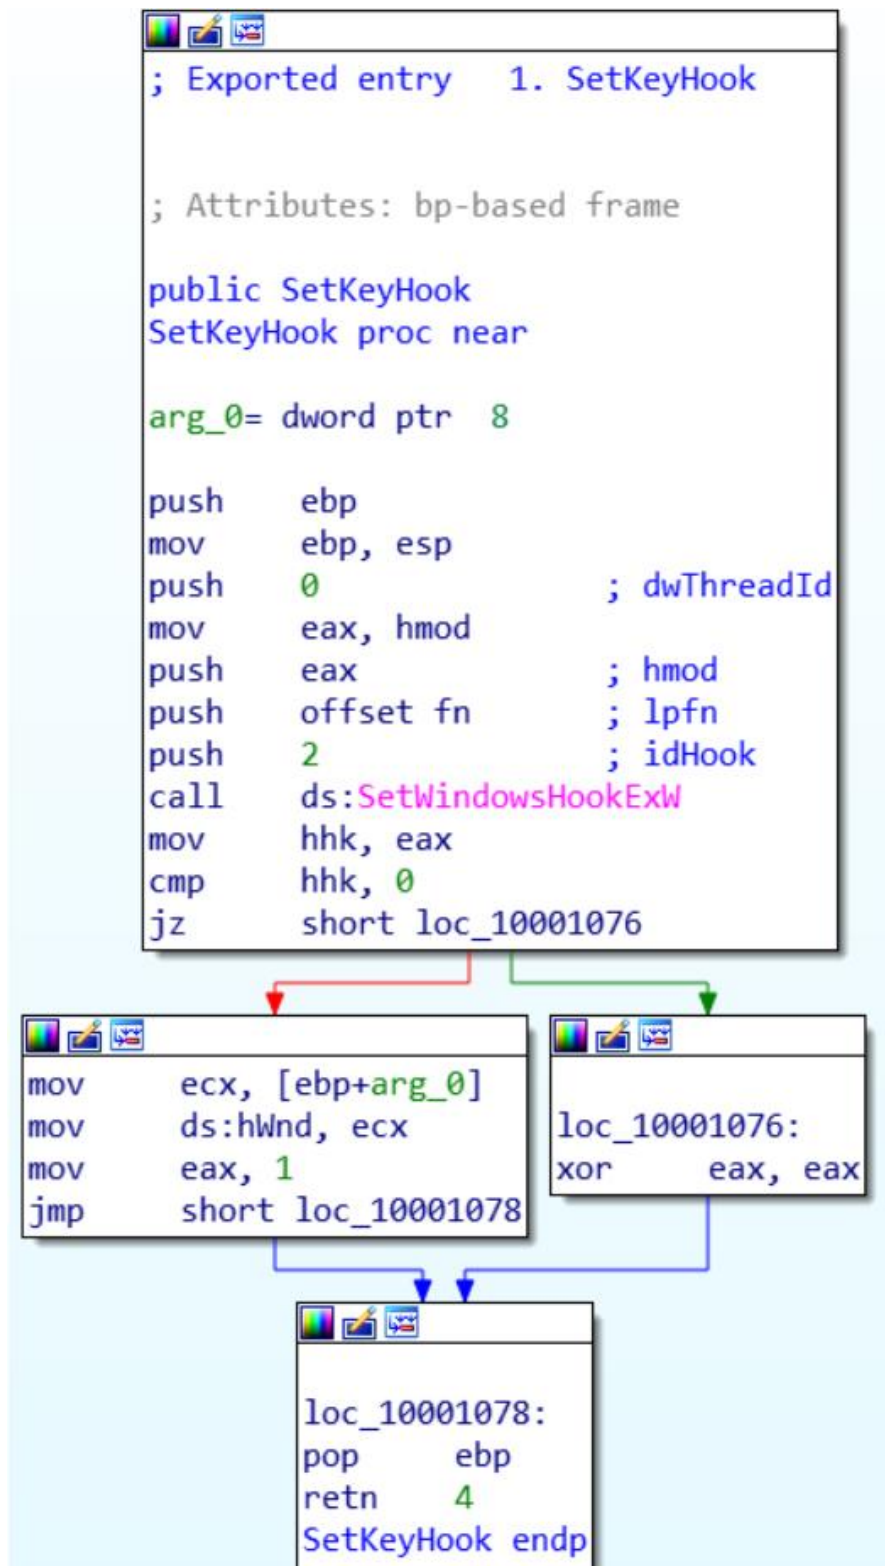 ; Exported entry   1. SetKeyHook
; Attributes: bp-based frame
public SetKeyHook
SetKeyHook proc near
arg_0= dword ptr  8
push    ebp
mov     ebp, esp
push    0               ; dwThreadId
mov     eax, hmod
push    eax             ; hmod
push    offset fn       ; lpfn
push    2               ; idHook
call    ds:SetWindowsHookExW
mov     hhk, eax
cmp     hhk, 0
jz      short loc_10001076
mov     ecx, [ebp+arg_0]
mov     ds:hWnd, ecx
mov     eax, 1
jmp     short loc_10001078
loc_10001076:
xor     eax, eax
loc_10001078:
pop     ebp
retn    4
SetKeyHook endp